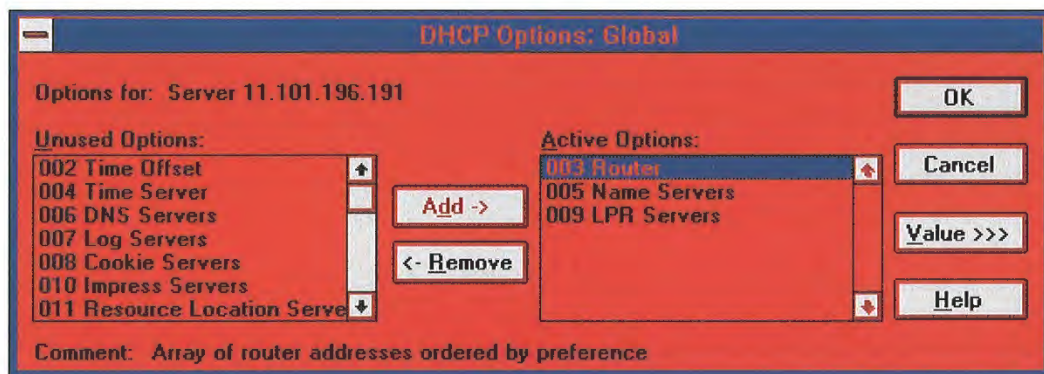 DHCP Options: Global
Options for: Server 11.101.196.191
OK
Unused Options:
Active Options:
002 Time Offset
004 Time Server
006 DNS Servers
007 Log Servers
008 Cookie Servers
010 Impress Servers
011 Resource Location Serve
Add ->
<- Remove
003 Router
005 Name Servers
009 LPR Servers
Cancel
Value >>>
Help
Comment: Array of router addresses ordered by preference